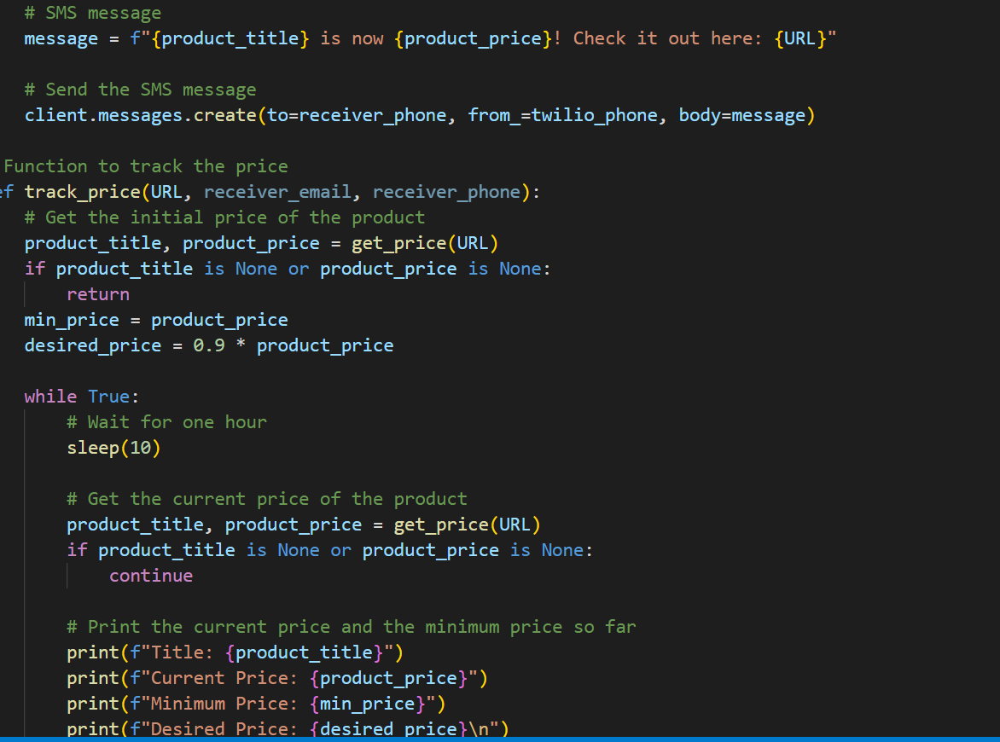 # SMS message
message = f"{product_title} is now {product_price}! Check it out here: {URL}"
# Send the SMS message
client.messages.create(to=receiver_phone, from_=twilio_phone, body=message)
Function to track the price
ef track_price(URL, receiver_email, receiver_phone):
# Get the initial price of the product
product_title, product_price = get_price(URL)
if product_title is None or product_price is None:
return
min_price = product_price
desired_price = 0.9 * product_price
while True:
# Wait for one hour
sleep(10)
# Get the current price of the product
product_title, product_price = get_price(URL)
if product_title is None or product_price is None:
continue
# Print the current price and the minimum price so far
print(f"Title: {product_title}")
print(f"Current Price: {product_price}")
print(f"Minimum Price: {min_price}")
print(f"Desired Price: {desired_price}\n")